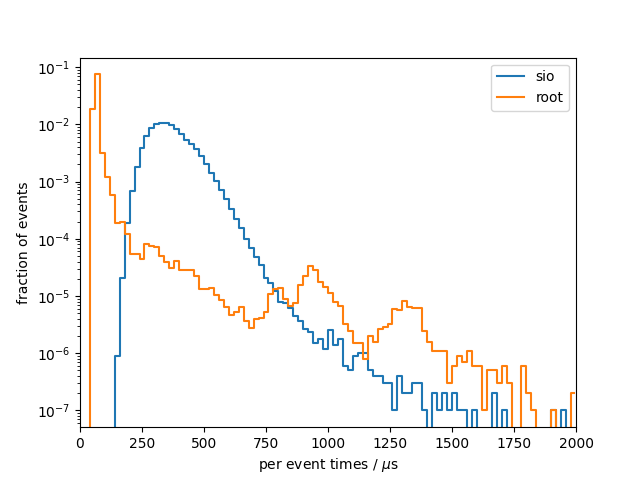 sio
root
fraction of events
10⁻¹
10⁻²
10⁻³
10⁻⁴
10⁻⁵
10⁻⁶
10⁻⁷
0 250 500 750 1000 1250 1500 1750 2000
per event times / μs